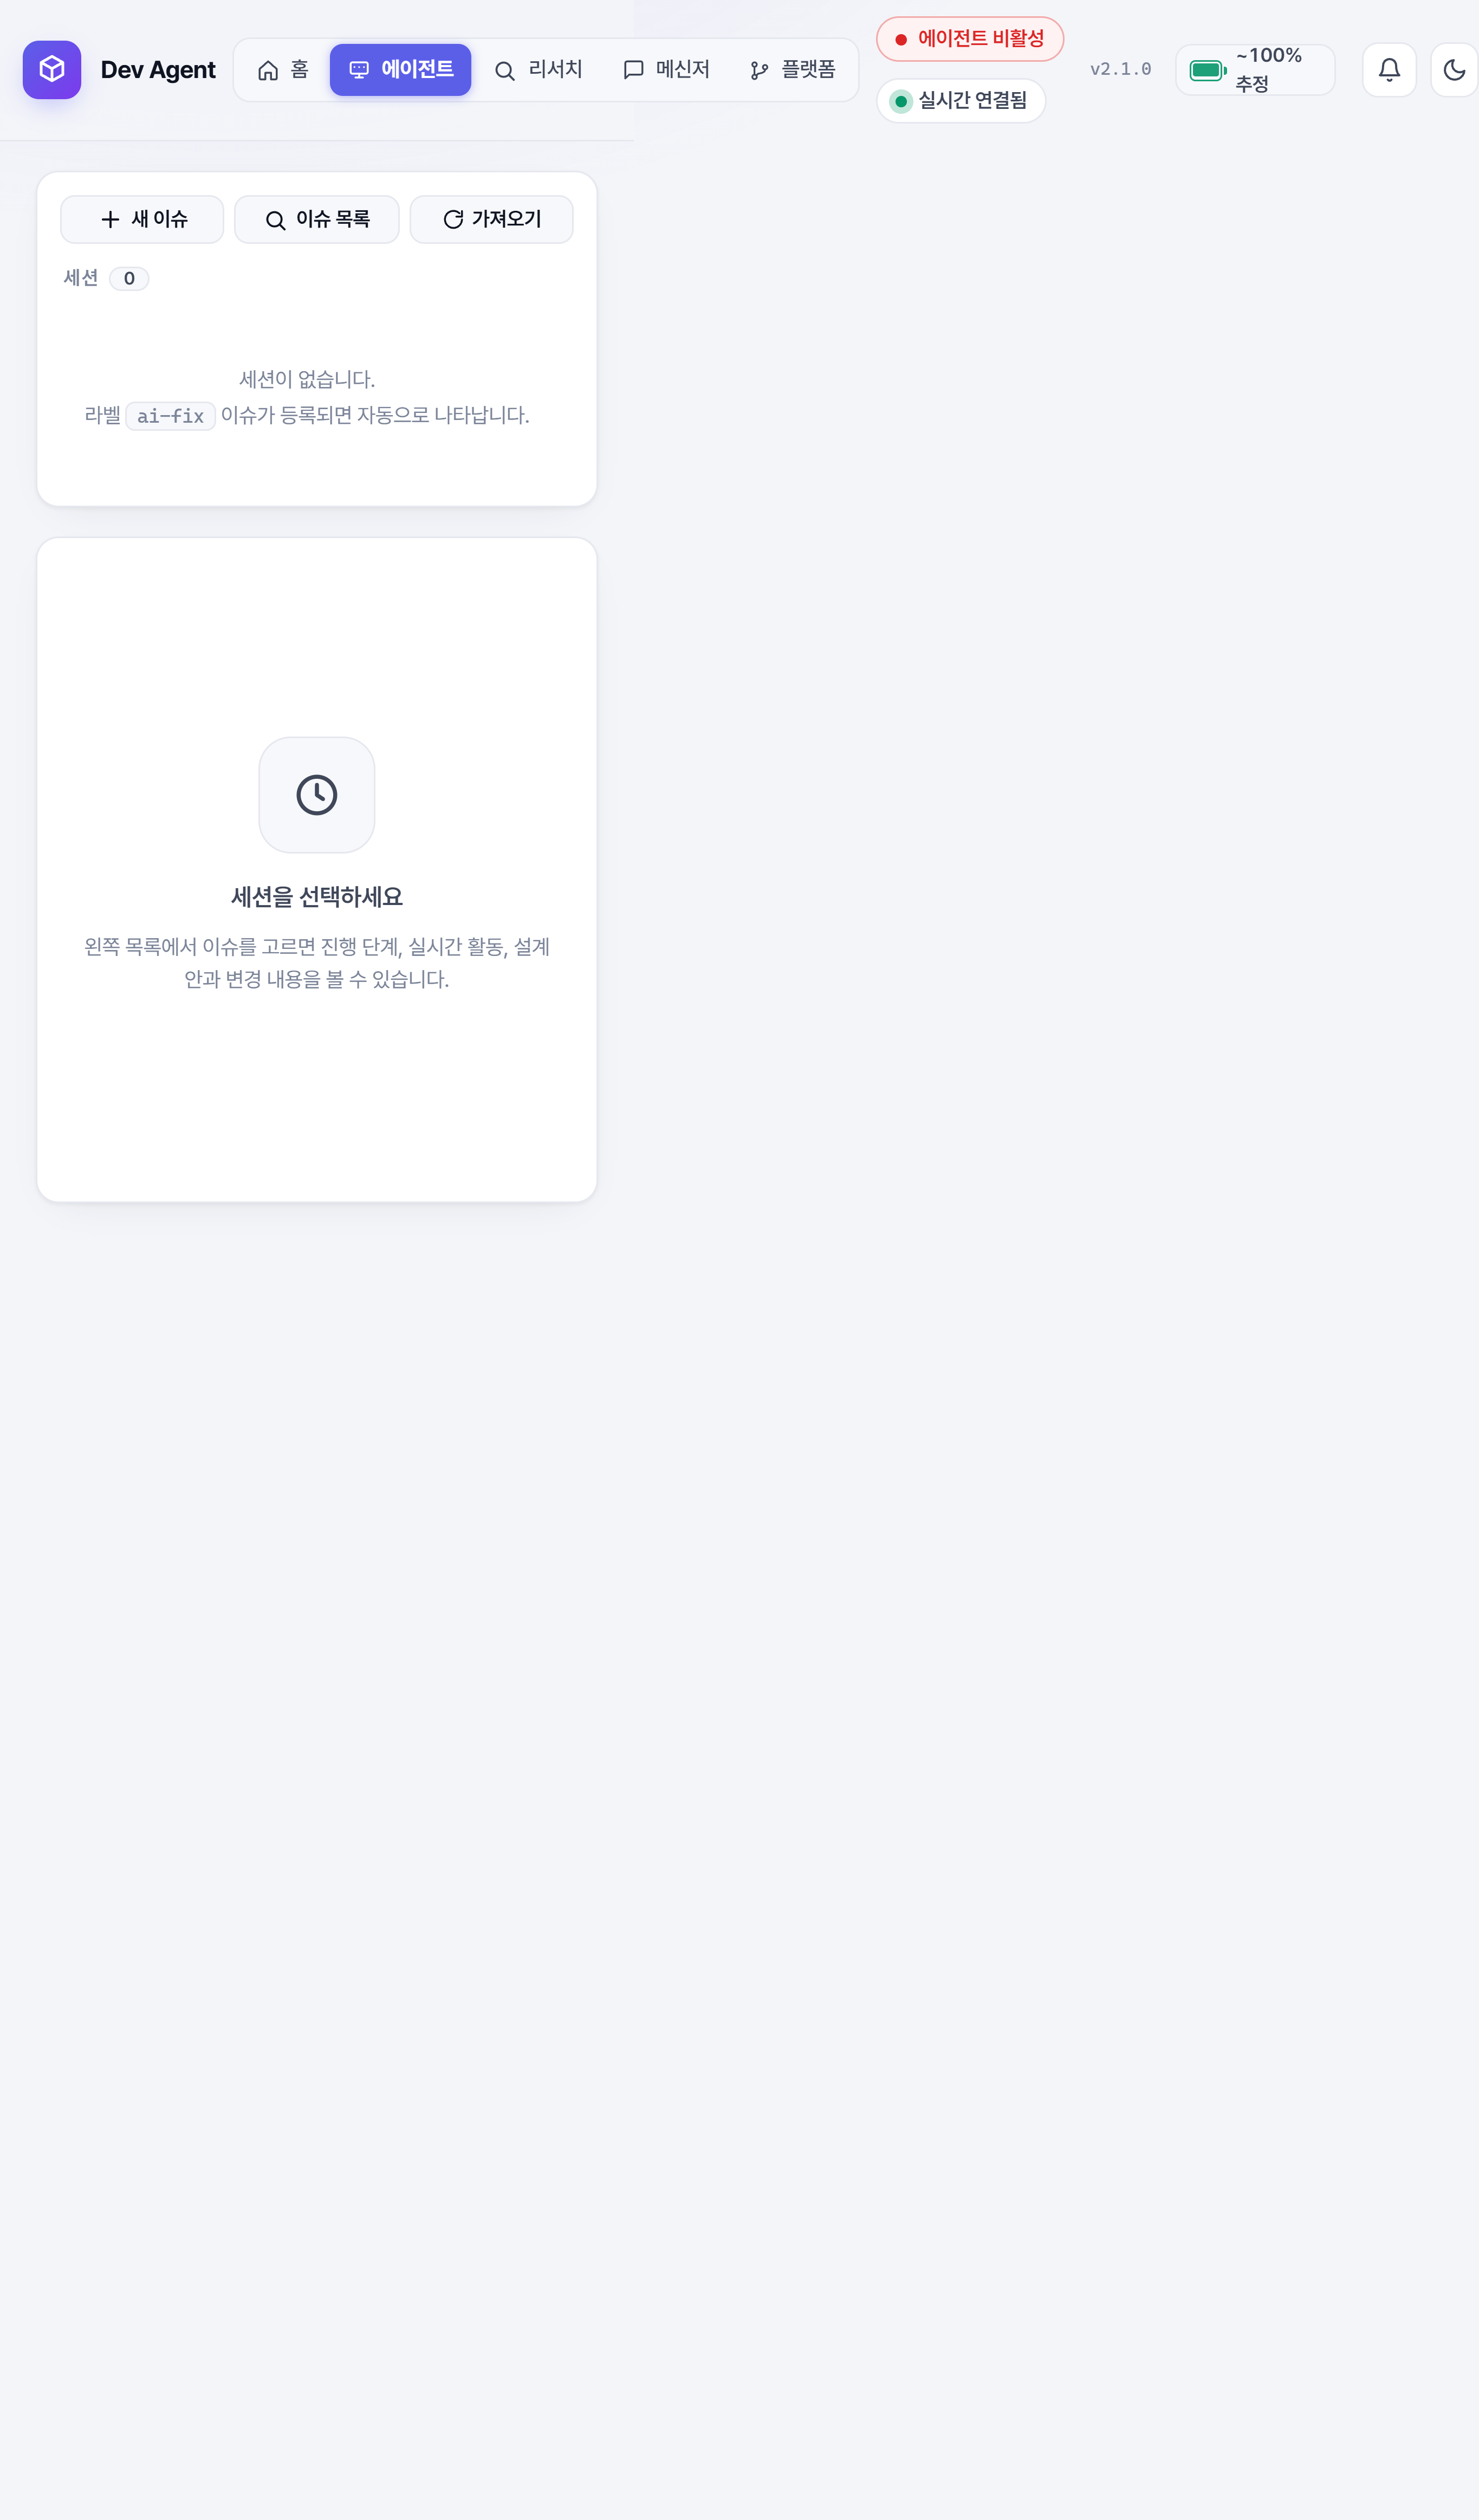 Dev Agent
홈
에이전트
리서치
메신저
플랫폼
에이전트 비활성
실시간 연결됨
v2.1.0
~100%
추정
새 이슈
이슈 목록
가져오기
세션 0
세션이 없습니다.
라벨 ai-fix 이슈가 등록되면 자동으로 나타납니다.
세션을 선택하세요
왼쪽 목록에서 이슈를 고르면 진행 단계, 실시간 활동, 설계
안과 변경 내용을 볼 수 있습니다.